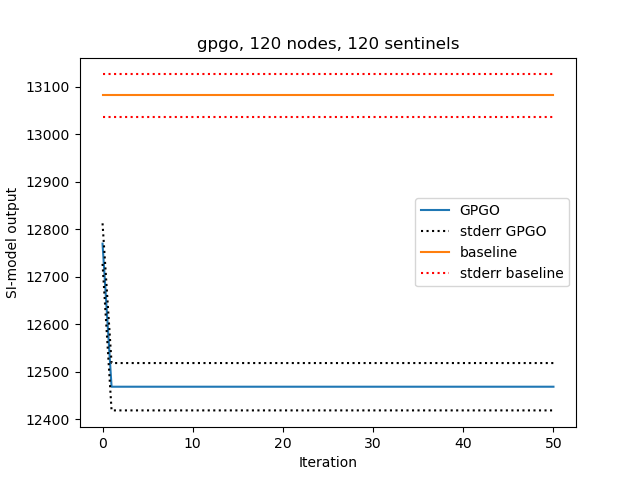 gpgo, 120 nodes, 120 sentinels
13100
13000
12900
12800
12700
12600
12500
12400
SI-model output
GPGO
stderr GPGO
baseline
stderr baseline
0 10 20 30 40 50
Iteration